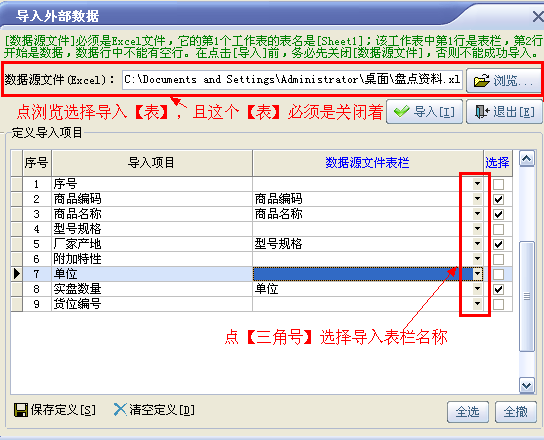 导入外部数据
[数据源文件]必须是Excel文件，它的第1个工作表的表名是[Sheet1]；该工作表中第1行是表栏，第2行
开始是数据，数据行中不能有空行。在点击[导入]前，务必先关闭[数据源文件]，否则不能成功导入。
数据源文件(Excel)： C:\Documents and Settings\Administrator\桌面\盘点资料.xl 浏览...
点浏览选择导入【表】，且这个【表】必须是关闭着 导入[I] 退出[E]
定义导入项目
序号 导入项目 数据源文件表栏 选择
1 序号
2 商品编码 商品编码
3 商品名称 商品名称
4 型号规格
5 厂家产地 型号规格
6 附加特性
7 单位
8 实盘数量 单位
9 货位编号
点【三角号】选择导入表栏名称
保存定义[S] 清空定义[D] 全选 全撤